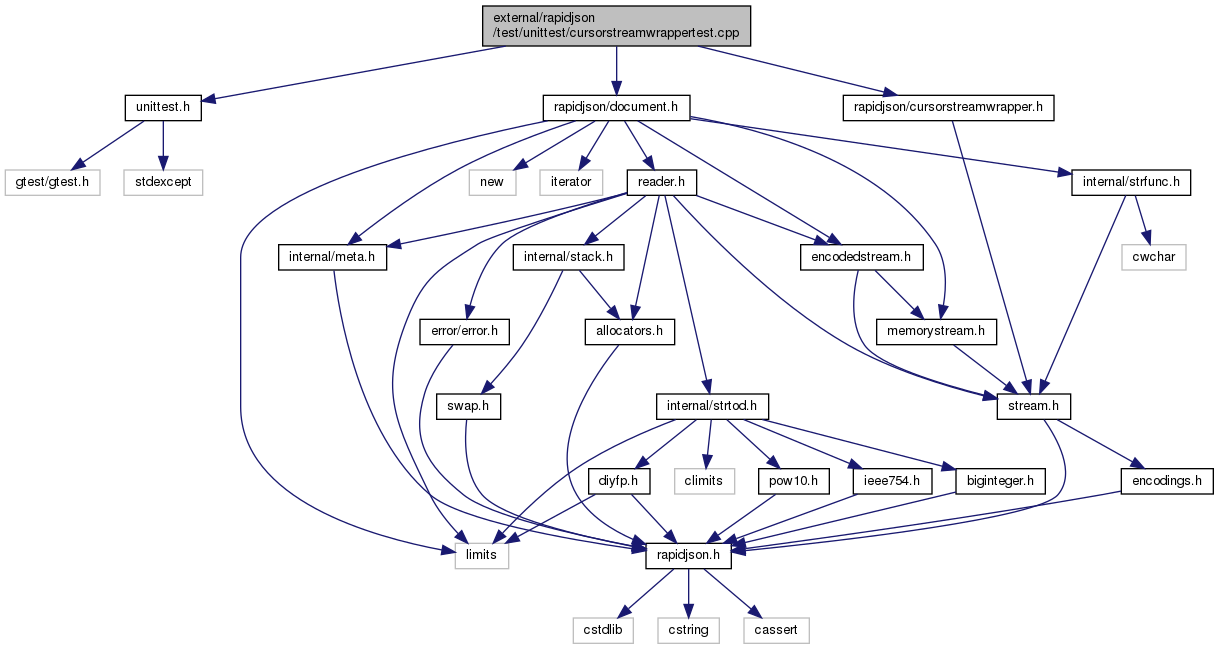 external/rapidjson
/test/unittest/cursorstreamwrappertest.cpp
unittest.h
rapidjson/document.h
rapidjson/cursorstreamwrapper.h
gtest/gtest.h
stdexcept
new
iterator
reader.h
internal/strfunc.h
internal/meta.h
internal/stack.h
encodedstream.h
cwchar
error/error.h
allocators.h
memorystream.h
swap.h
internal/strtod.h
stream.h
diyfp.h
climits
pow10.h
ieee754.h
biginteger.h
encodings.h
limits
rapidjson.h
cstdlib
cstring
cassert